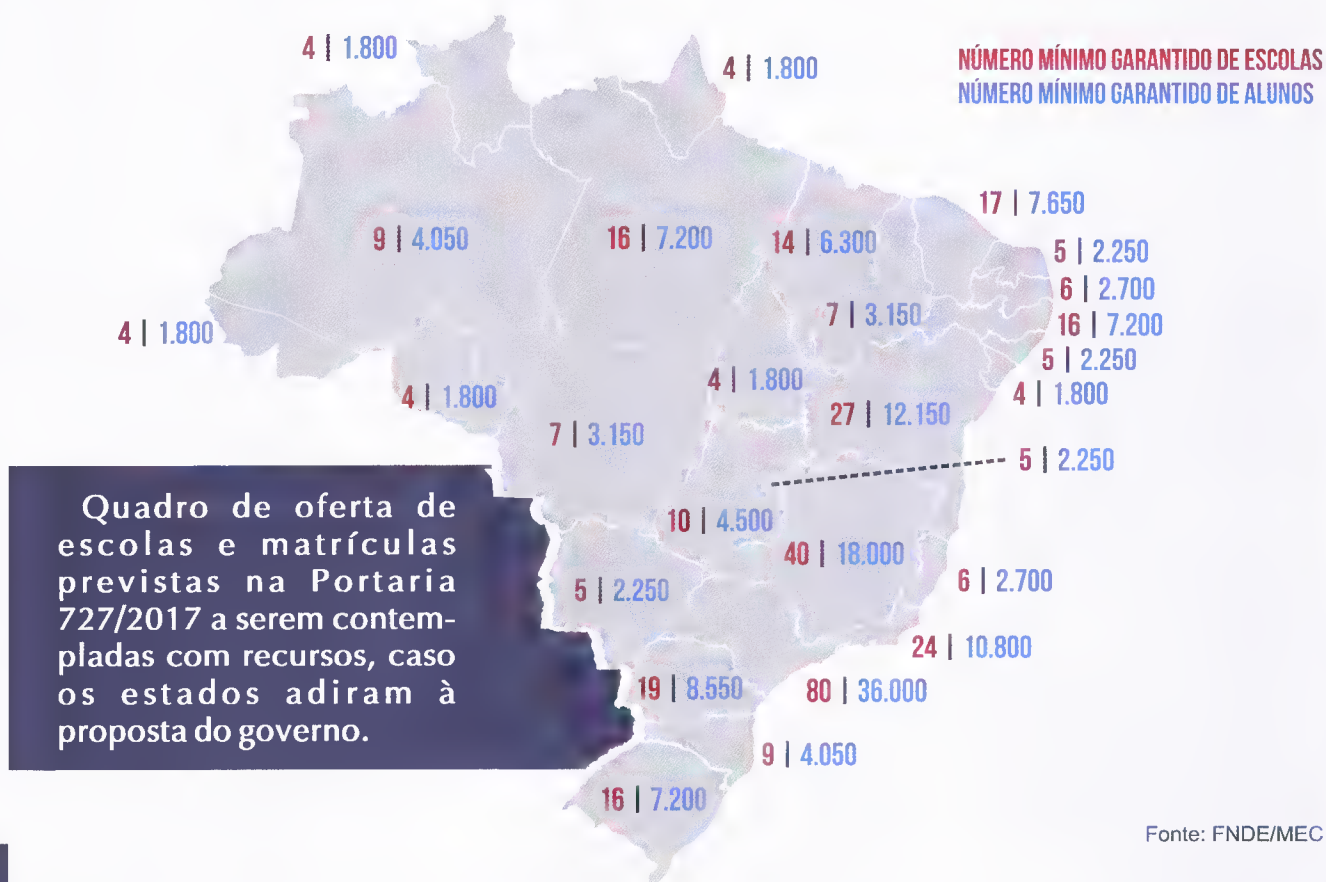 4 | 1.800
4 | 1.800
NÚMERO MÍNIMO GARANTIDO DE ESCOLAS
NÚMERO MÍNIMO GARANTIDO DE ALUNOS
17 | 7.650
9 | 4.050
16 | 7.200
14 | 6.300
5 | 2.250
6 | 2.700
7 | 3.150
16 | 7.200
4 | 1.800
5 | 2.250
4 | 1.800
4 | 1.800
4 | 1.800
27 | 12.150
7 | 3.150
5 | 2.250
Quadro de oferta de
escolas e matrículas
previstas na Portaria
727/2017 a serem contem-
pladas com recursos, caso
os estados adiram à
proposta do governo.
10 | 4.500
40 | 18.000
5 | 2.250
6 | 2.700
24 | 10.800
19 | 8.550
80 | 36.000
9 | 4.050
16 | 7.200
Fonte: FNDE/MEC